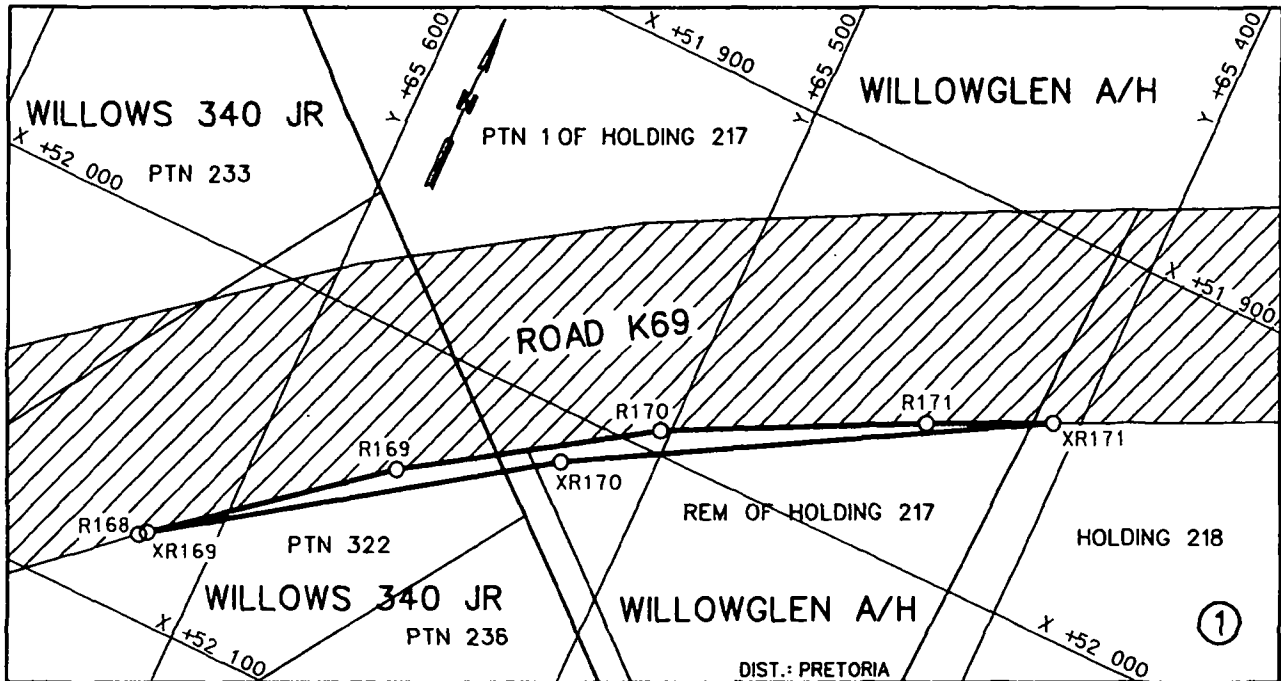 Y +65 600
X +51 900
Y +65 500
Y +65 400
N
WILLOWS 340 JR
PTN 233
X +52 000
PTN 1 OF HOLDING 217
WILLOWGLEN A/H
X +51 900
ROAD K69
R168
XR169
R169
XR170
R170
R171
XR171
PTN 322
REM OF HOLDING 217
HOLDING 218
WILLOWS 340 JR
PTN 236
WILLOWGLEN A/H
X +52 100
X +52 000
1
DIST.: PRETORIA